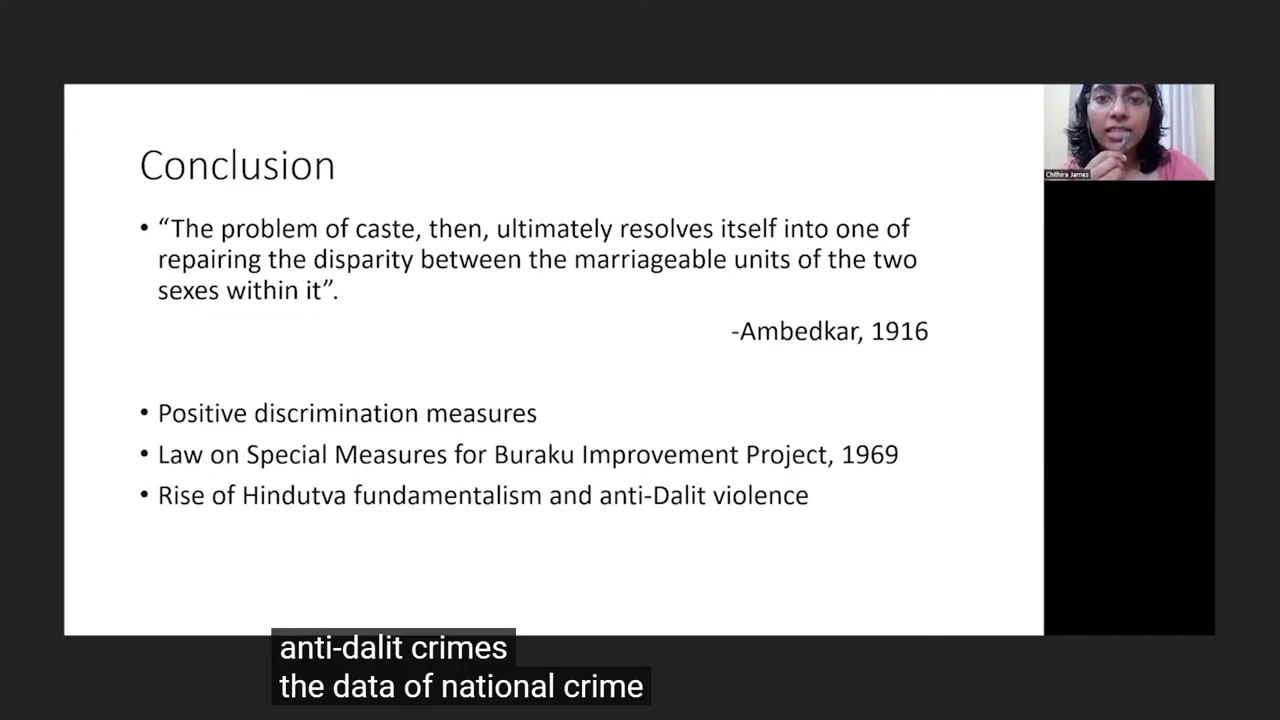 Conclusion
• “The problem of caste, then, ultimately resolves itself into one of
repairing the disparity between the marriageable units of the two
sexes within it”.
-Ambedkar, 1916
• Positive discrimination measures
• Law on Special Measures for Buraku Improvement Project, 1969
• Rise of Hindutva fundamentalism and anti-Dalit violence
Chithira James
anti-dalit crimes
the data of national crime